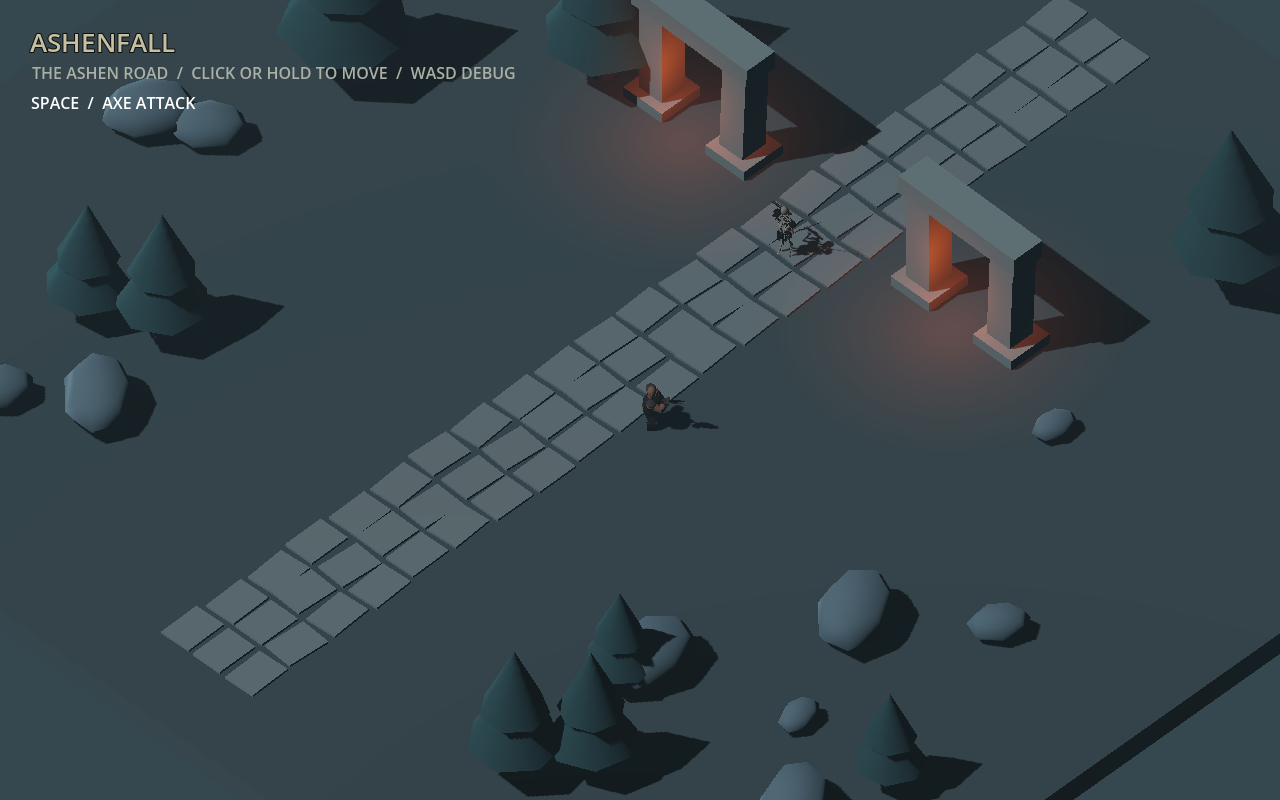 ASHENFALL
THE ASHEN ROAD / CLICK OR HOLD TO MOVE / WASD DEBUG
SPACE / AXE ATTACK